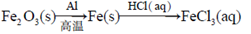 Fe₂O₃(s) —Al/高温→ Fe(s) —HCl(aq)→ FeCl₃(aq)